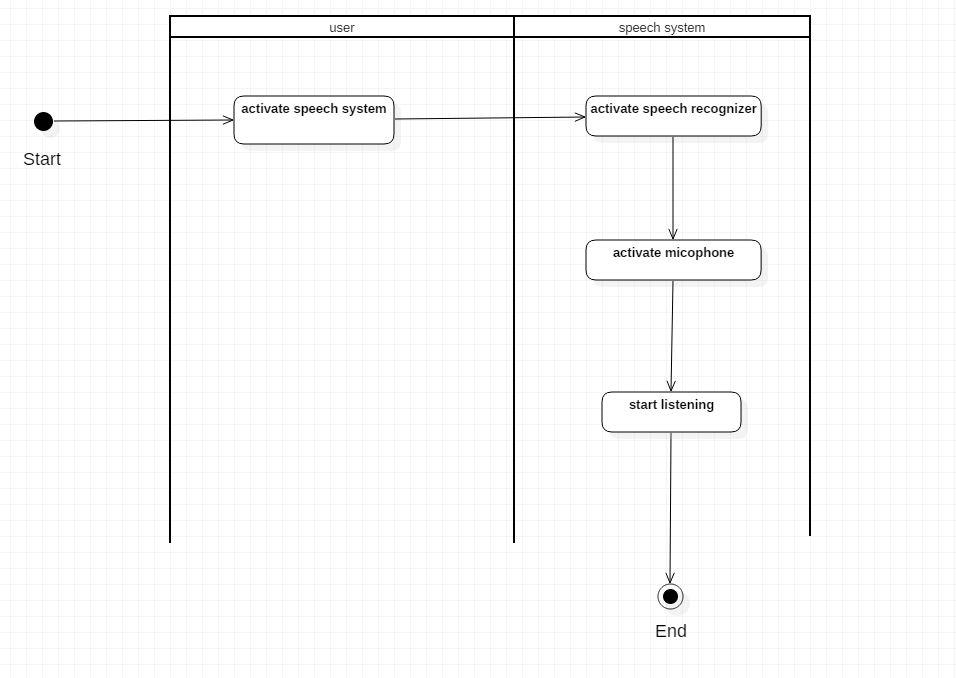 user
speech system
activate speech system
activate speech recognizer
Start
activate micophone
start listening
End